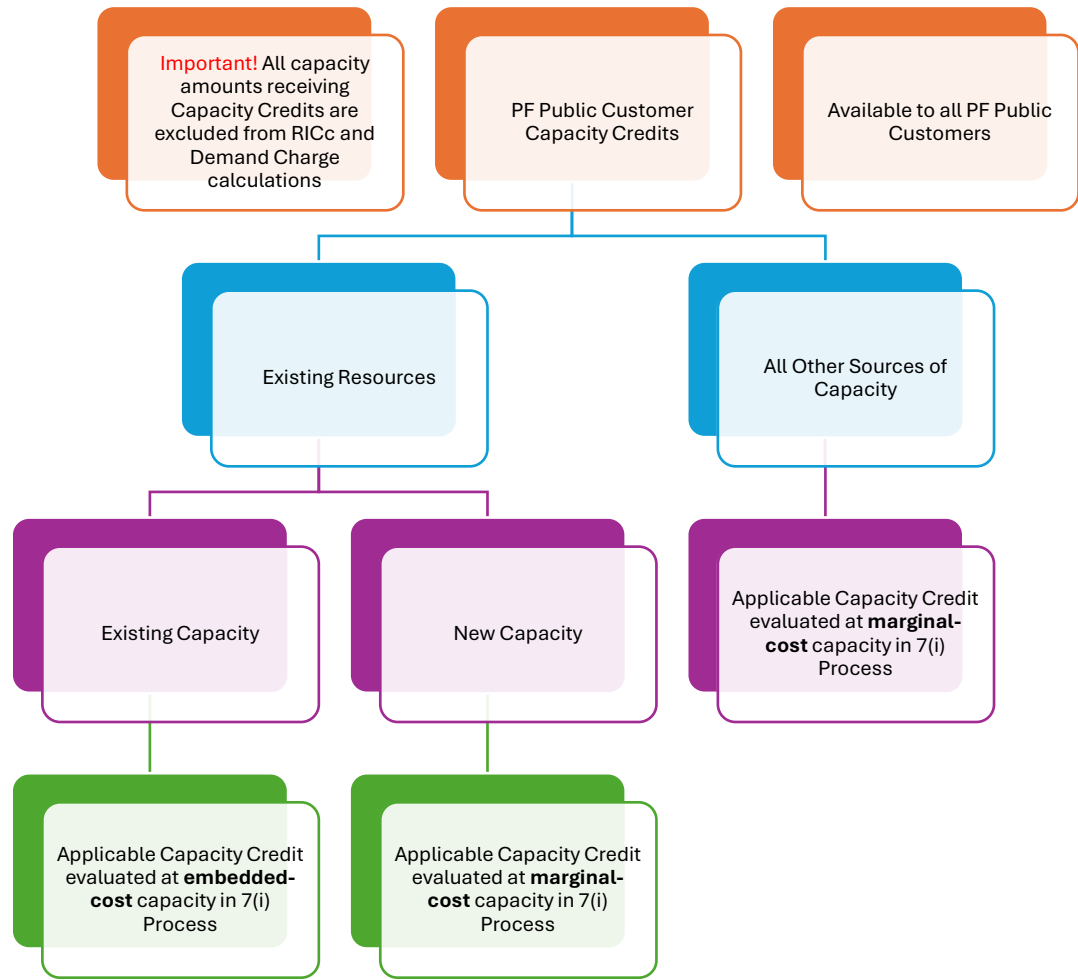 Important! All capacity
amounts receiving
Capacity Credits are
excluded from RICc and
Demand Charge
calculations
PF Public Customer
Capacity Credits
Available to all PF Public
Customers
Existing Resources
All Other Sources of
Capacity
Existing Capacity
New Capacity
Applicable Capacity Credit
evaluated at marginal-
cost capacity in 7(i)
Process
Applicable Capacity Credit
evaluated at embedded-
cost capacity in 7(i)
Process
Applicable Capacity Credit
evaluated at marginal-
cost capacity in 7(i)
Process